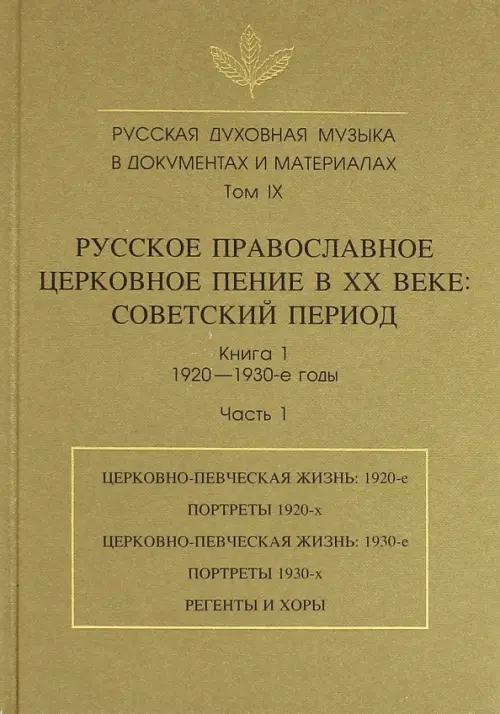 РУССКАЯ ДУХОВНАЯ МУЗЫКА
В ДОКУМЕНТАХ И МАТЕРИАЛАХ
Том IX
РУССКОЕ ПРАВОСЛАВНОЕ
ЦЕРКОВНОЕ ПЕНИЕ В XX ВЕКЕ:
СОВЕТСКИЙ ПЕРИОД
Книга 1
1920—1930-е годы
Часть 1
ЦЕРКОВНО-ПЕВЧЕСКАЯ ЖИЗНЬ: 1920-е
ПОРТРЕТЫ 1920-х
ЦЕРКОВНО-ПЕВЧЕСКАЯ ЖИЗНЬ: 1930-е
ПОРТРЕТЫ 1930-х
РЕГЕНТЫ И ХОРЫ